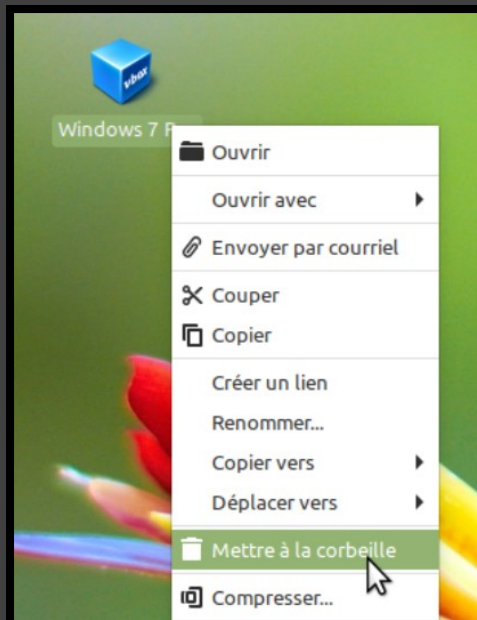 vbox
Windows 7
Ouvrir
Ouvrir avec
Envoyer par courriel
Couper
Copier
Créer un lien
Renommer...
Copier vers
Déplacer vers
Mettre à la corbeille
Compresser...